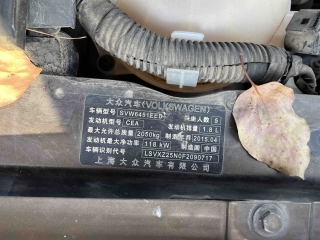 大众汽车(VOLKSWAGEN)
车辆型号 SVW6451EED 乘坐人数 5
发动机型号 CEA 发动机排量 1.8 L
最大允许总质量 2050kg 制造年月 2015.04
发动机最大净功率 118 kW 制造国 中国
车辆识别代号 LSVXZ25N0F2090717
上海大众汽车有限公司